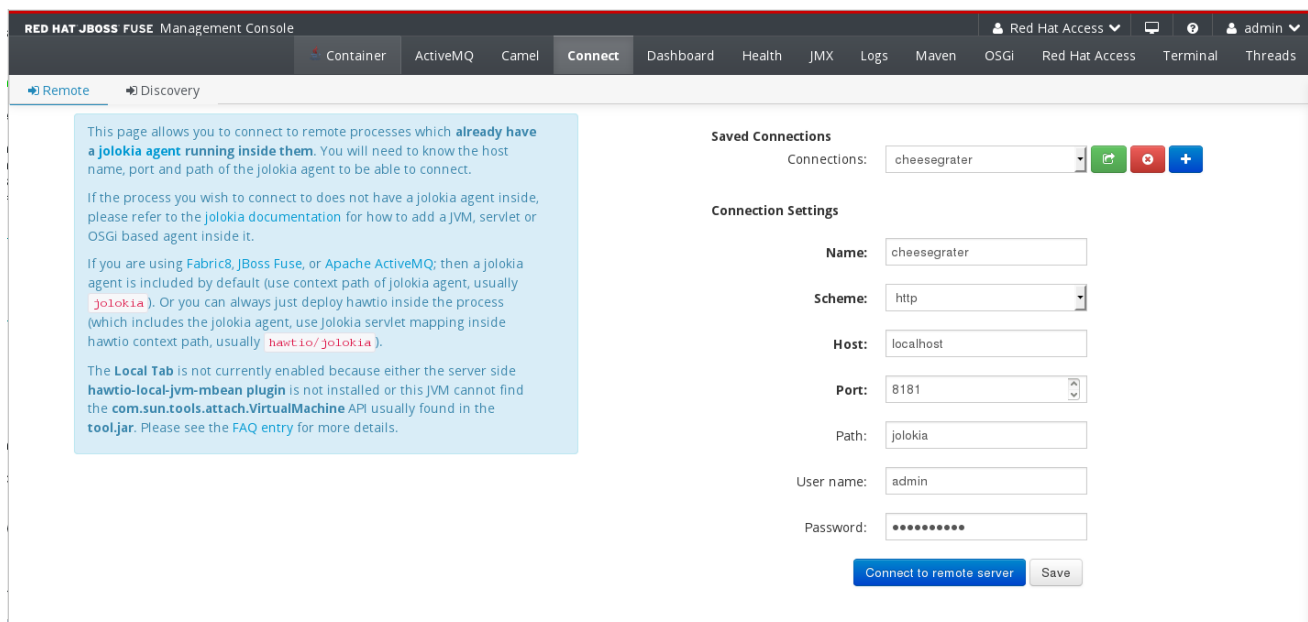 RED HAT JBOSS FUSE Management Console
Red Hat Access
admin
Container ActiveMQ Camel Connect Dashboard Health JMX Logs Maven OSGi Red Hat Access Terminal Threads
Remote Discovery
This page allows you to connect to remote processes which already have
a jolokia agent running inside them. You will need to know the host
name, port and path of the jolokia agent to be able to connect.
If the process you wish to connect to does not have a jolokia agent inside,
please refer to the jolokia documentation for how to add a JVM, servlet or
OSGi based agent inside it.
If you are using Fabric8, JBoss Fuse, or Apache ActiveMQ; then a jolokia
agent is included by default (use context path of jolokia agent, usually
jolokia). Or you can always just deploy hawtio inside the process
(which includes the jolokia agent, use Jolokia servlet mapping inside
hawtio context path, usually hawtio/jolokia).
The Local Tab is not currently enabled because either the server side
hawtio-local-jvm-mbean plugin is not installed or this JVM cannot find
the com.sun.tools.attach.VirtualMachine API usually found in the
tool.jar. Please see the FAQ entry for more details.
Saved Connections
Connections: cheesegrater
Connection Settings
Name: cheesegrater
Scheme: http
Host: localhost
Port: 8181
Path: jolokia
User name: admin
Password: ●●●●●●●●●●
Connect to remote server Save